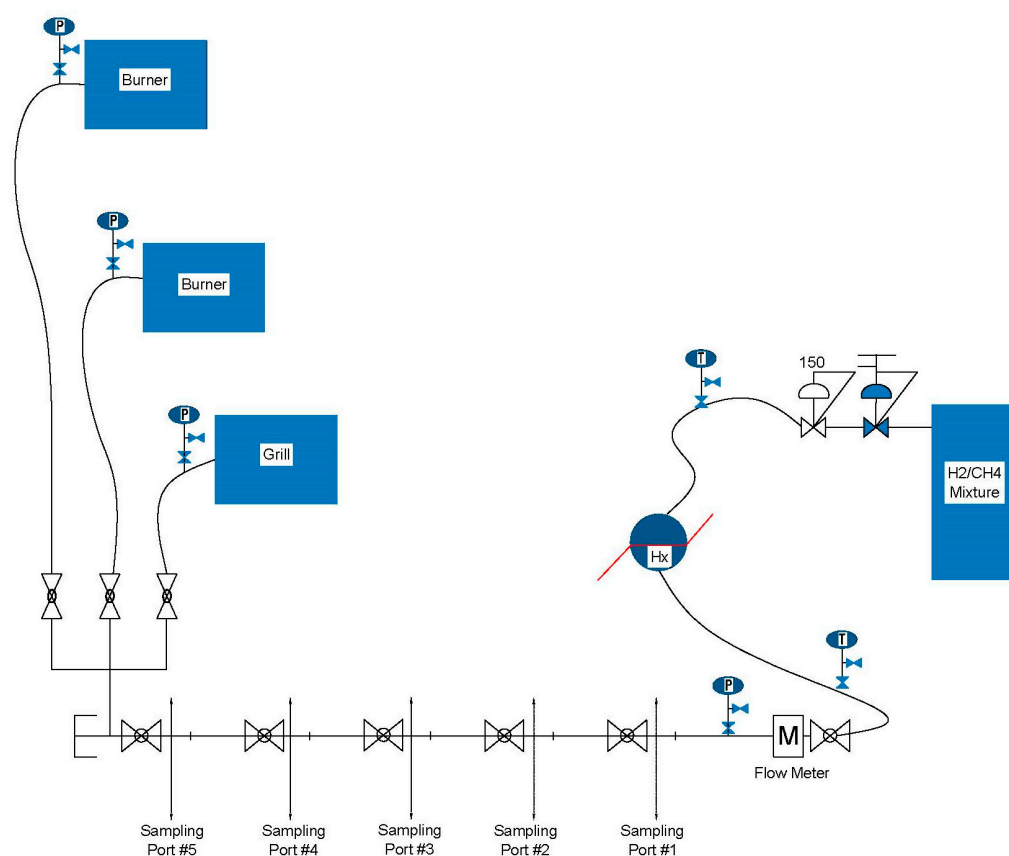 P
Burner
P
Burner
T
150
P
Grill
H2/CH4
Mixture
Hx
T
P
M
Flow Meter
Sampling
Port #5
Sampling
Port #4
Sampling
Port #3
Sampling
Port #2
Sampling
Port #1